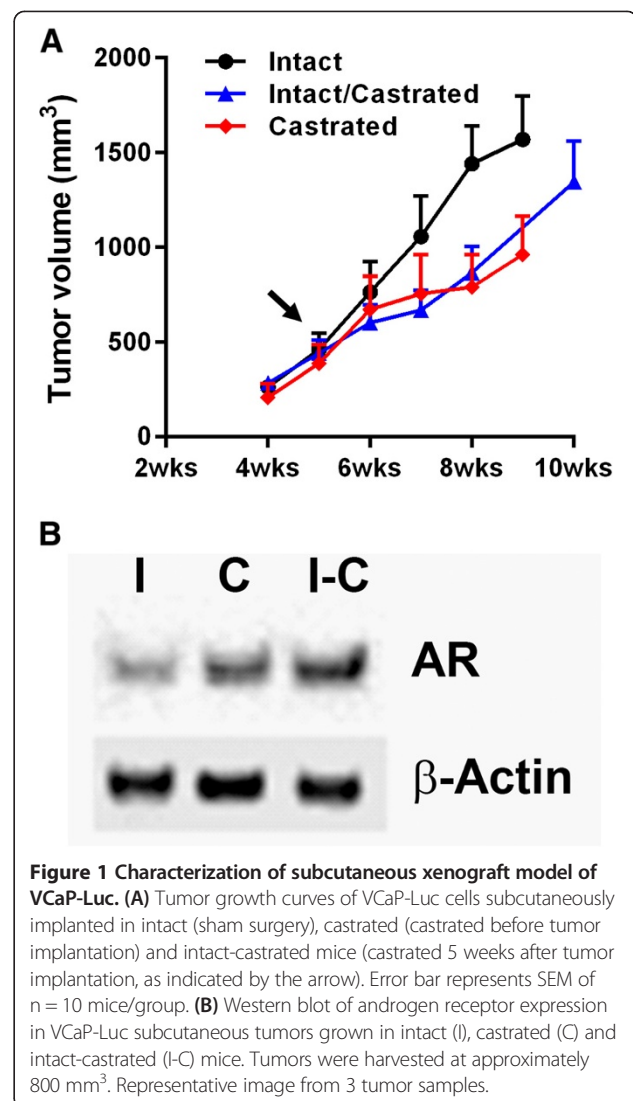 A
2000
1500
1000
500
0
Tumor volume (mm³)
Intact
Intact/Castrated
Castrated
2wks 4wks 6wks 8wks 10wks
B
I C I-C
AR
β-Actin
Figure 1 Characterization of subcutaneous xenograft model of
VCaP-Luc. (A) Tumor growth curves of VCaP-Luc cells subcutaneously
implanted in intact (sham surgery), castrated (castrated before tumor
implantation) and intact-castrated mice (castrated 5 weeks after tumor
implantation, as indicated by the arrow). Error bar represents SEM of
n = 10 mice/group. (B) Western blot of androgen receptor expression
in VCaP-Luc subcutaneous tumors grown in intact (I), castrated (C) and
intact-castrated (I-C) mice. Tumors were harvested at approximately
800 mm³. Representative image from 3 tumor samples.